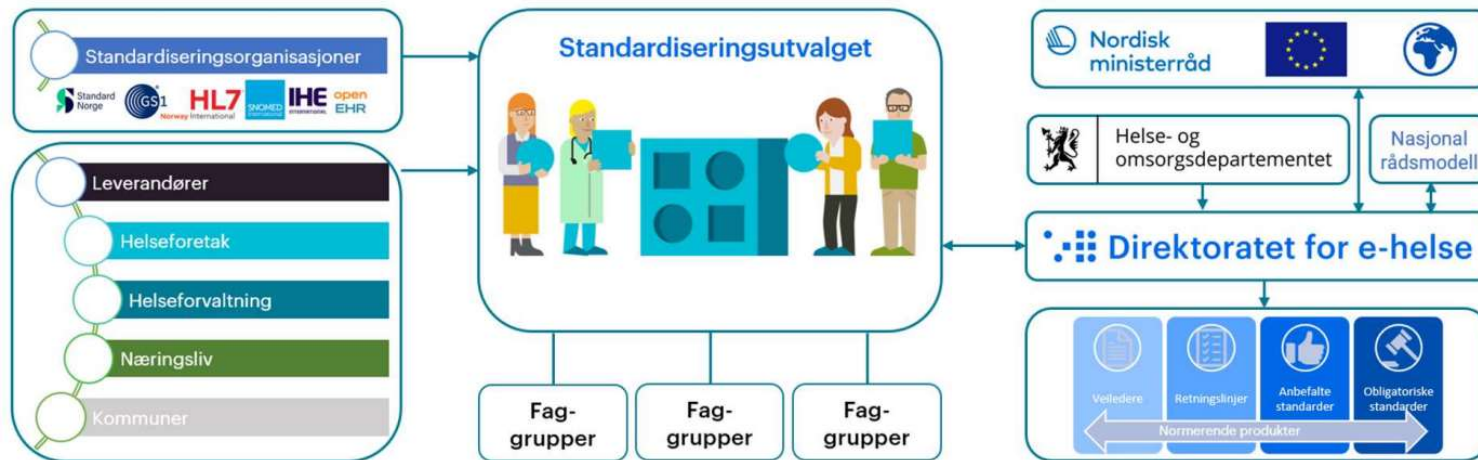 Standardiseringsorganisasjoner
Standard
Norge
GS1
HL7
Norway International
SNOMED
International
IHE
INTERNATIONAL
open
EHR
Leverandører
Helseforetak
Helseforvaltning
Næringsliv
Kommuner
Standardiseringsutvalget
Fag-
grupper
Fag-
grupper
Fag-
grupper
Nordisk
ministerråd
Helse- og
omsorgsdepartementet
Nasjonal
rådsmodell
Direktoratet for e-helse
Veiledere
Retningslinjer
Anbefalte
standarder
Obligatoriske
standarder
Normerende produkter